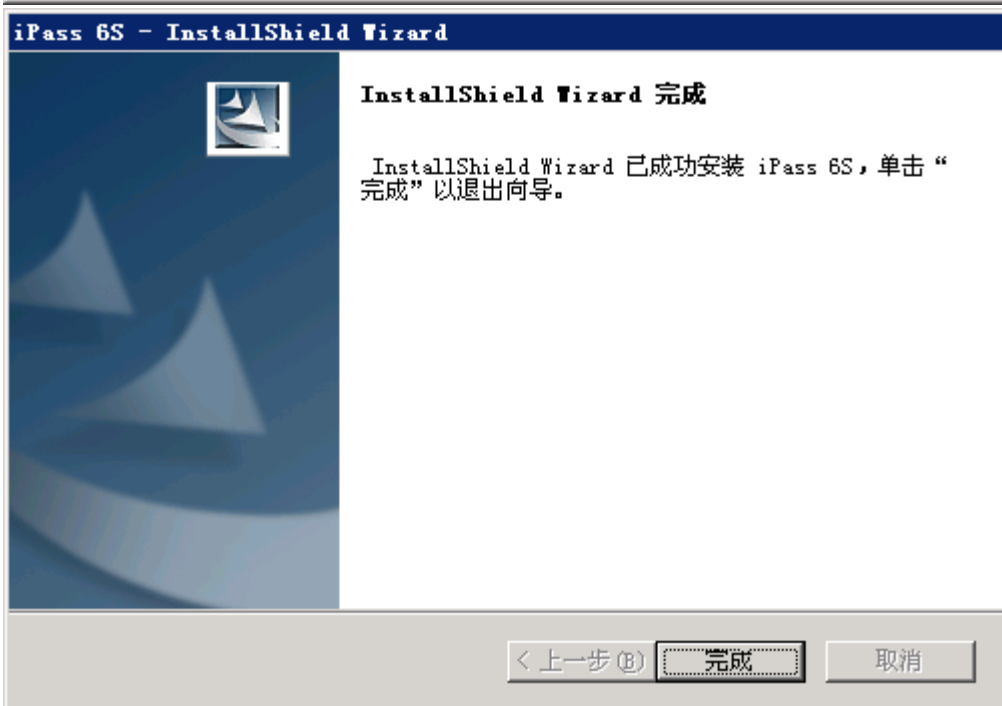 iPass 6S - InstallShield Wizard
InstallShield Wizard 完成
InstallShield Wizard 已成功安装 iPass 6S，单击“
完成”以退出向导。
< 上一步(B)
完成
取消